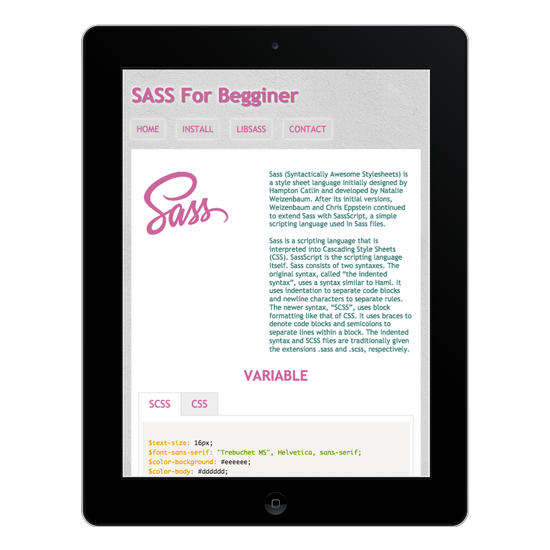 SASS For Begginer
HOME INSTALL LIBSASS CONTACT
Sass
Sass (Syntactically Awesome Stylesheets) is
a style sheet language initially designed by
Hampton Catlin and developed by Natalie
Weizenbaum. After its initial versions,
Weizenbaum and Chris Eppstein continued
to extend Sass with SassScript, a simple
scripting language used in Sass files.
Sass is a scripting language that is
interpreted into Cascading Style Sheets
(CSS). SassScript is the scripting language
itself. Sass consists of two syntaxes. The
original syntax, called "the indented
syntax", uses a syntax similar to Haml. It
uses indentation to separate code blocks
and newline characters to separate rules.
The newer syntax, "SCSS", uses block
formatting like that of CSS. It uses braces to
denote code blocks and semicolons to
separate lines within a block. The indented
syntax and SCSS files are traditionally given
the extensions .sass and .scss, respectively.
VARIABLE
SCSS CSS
$text-size: 16px;
$font-sans-serif: "Trebuchet MS", Helvetica, sans-serif;
$color-background: #eeeeee;
$color-body: #dddddd;